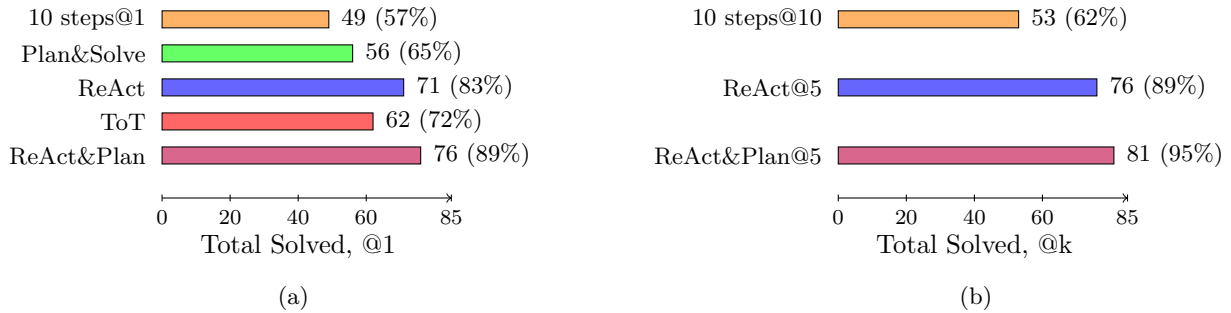 10 steps@1 49 (57%)
Plan&Solve 56 (65%)
ReAct 71 (83%)
ToT 62 (72%)
ReAct&Plan 76 (89%)
0 20 40 60 85
Total Solved, @1
(a)
10 steps@10 53 (62%)
ReAct@5 76 (89%)
ReAct&Plan@5 81 (95%)
0 20 40 60 85
Total Solved, @k
(b)